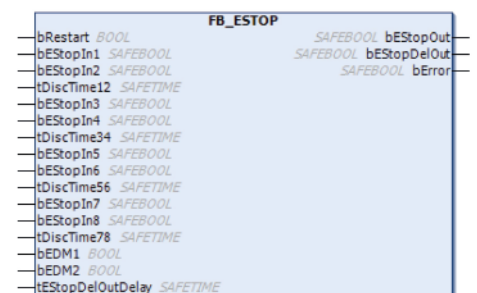 FB_ESTOP
bRestart BOOL SAFEBOOL bEStopOut
bEStopIn1 SAFEBOOL SAFEBOOL bEStopDelOut
bEStopIn2 SAFEBOOL SAFEBOOL bError
tDiscTime12 SAFETIME
bEStopIn3 SAFEBOOL
bEStopIn4 SAFEBOOL
tDiscTime34 SAFETIME
bEStopIn5 SAFEBOOL
bEStopIn6 SAFEBOOL
tDiscTime56 SAFETIME
bEStopIn7 SAFEBOOL
bEStopIn8 SAFEBOOL
tDiscTime78 SAFETIME
bEDM1 BOOL
bEDM2 BOOL
tEStopDelOutDelay SAFETIME